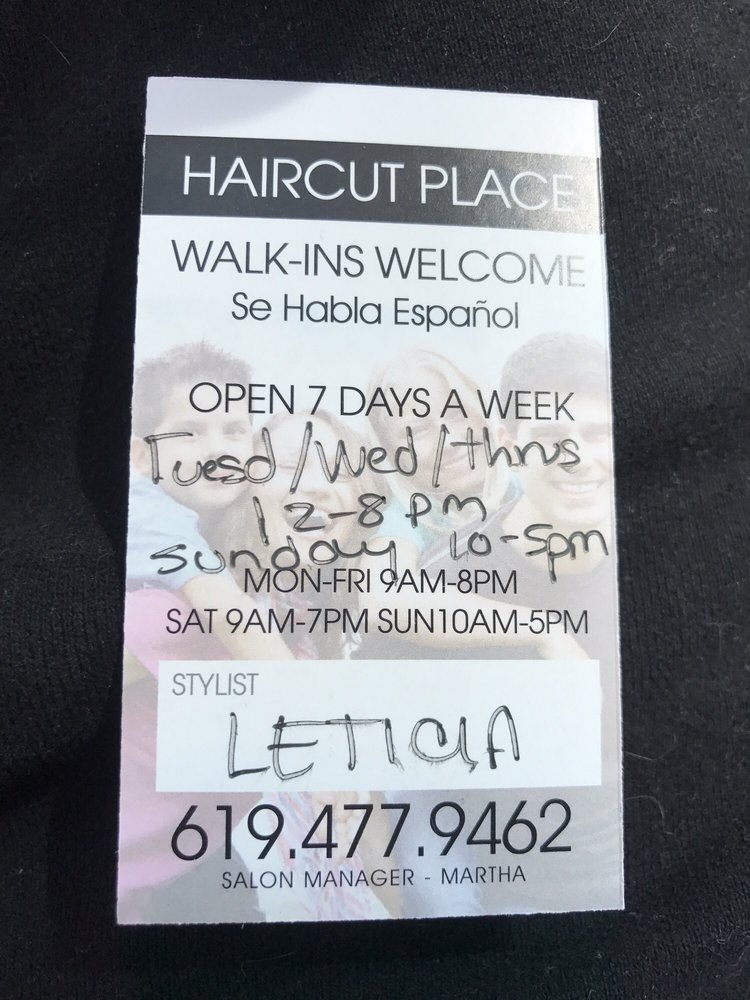 HAIRCUT PLACE
WALK-INS WELCOME
Se Habla Español
OPEN 7 DAYS A WEEK
Tuesd/Wed/thrus
12-8 pm
sunday 10-5pm
MON-FRI 9AM-8PM
SAT 9AM-7PM SUN10AM-5PM
STYLIST
LETICIA
619.477.9462
SALON MANAGER - MARTHA